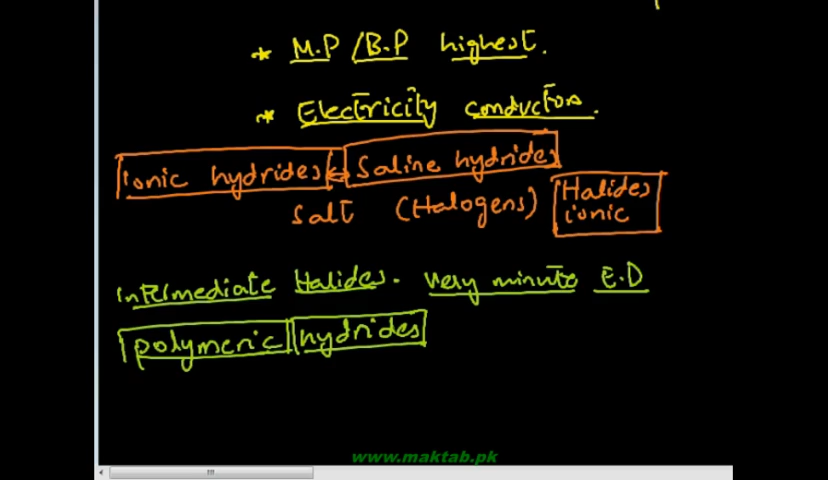 * M.P / B.P highest.
* Electricity conductors.
ionic hydrides ↔ Saline hydrides
salt (Halogens) Halides ionic
intermediate Halides. very minute E.D
polymeric hydrides
www.maktab.pk